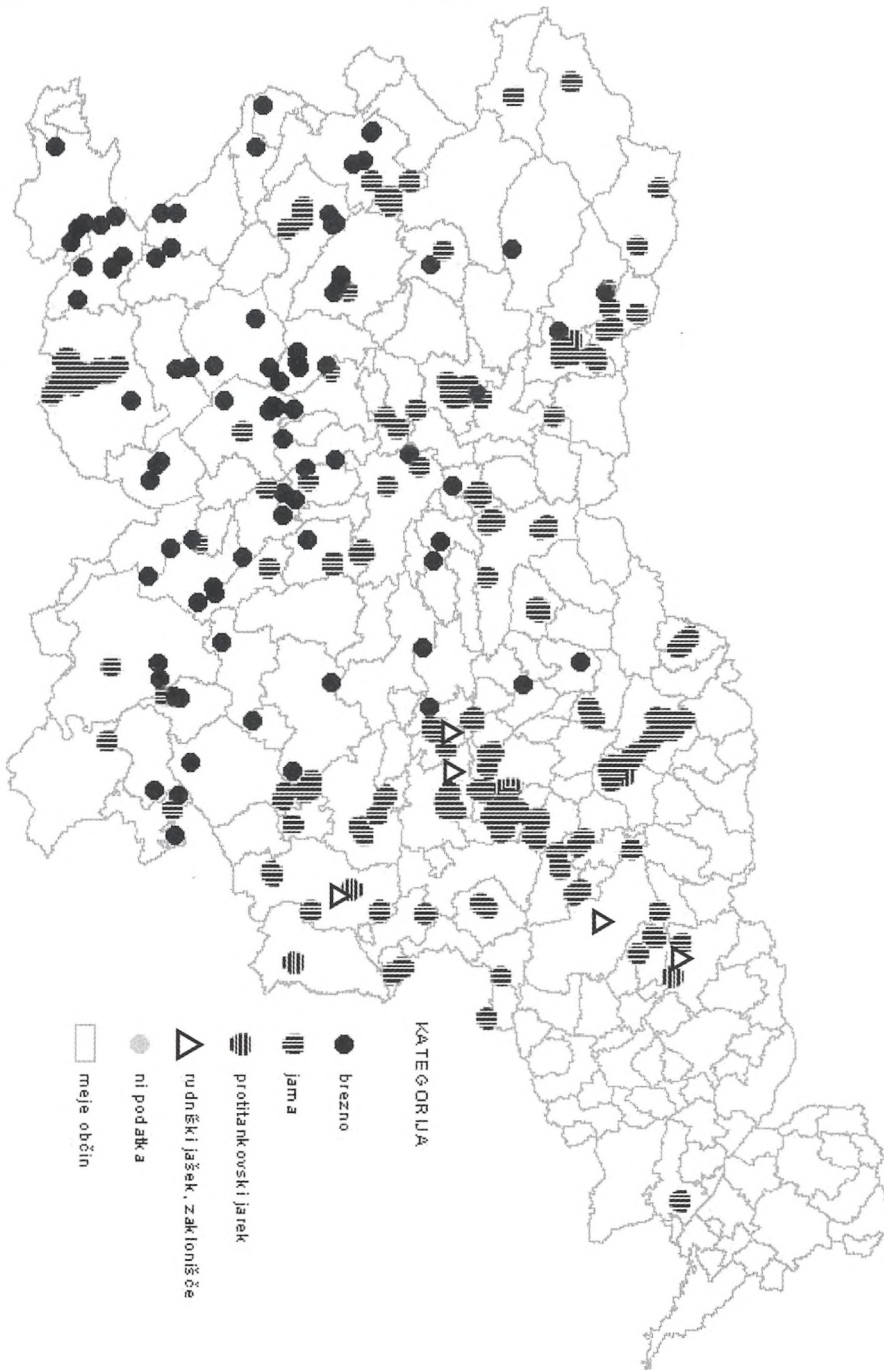 KATEGORIJA
brezno
jama
protitankovski jarek
rudniški jašek, zaklonišče
ni podatka
meje občin